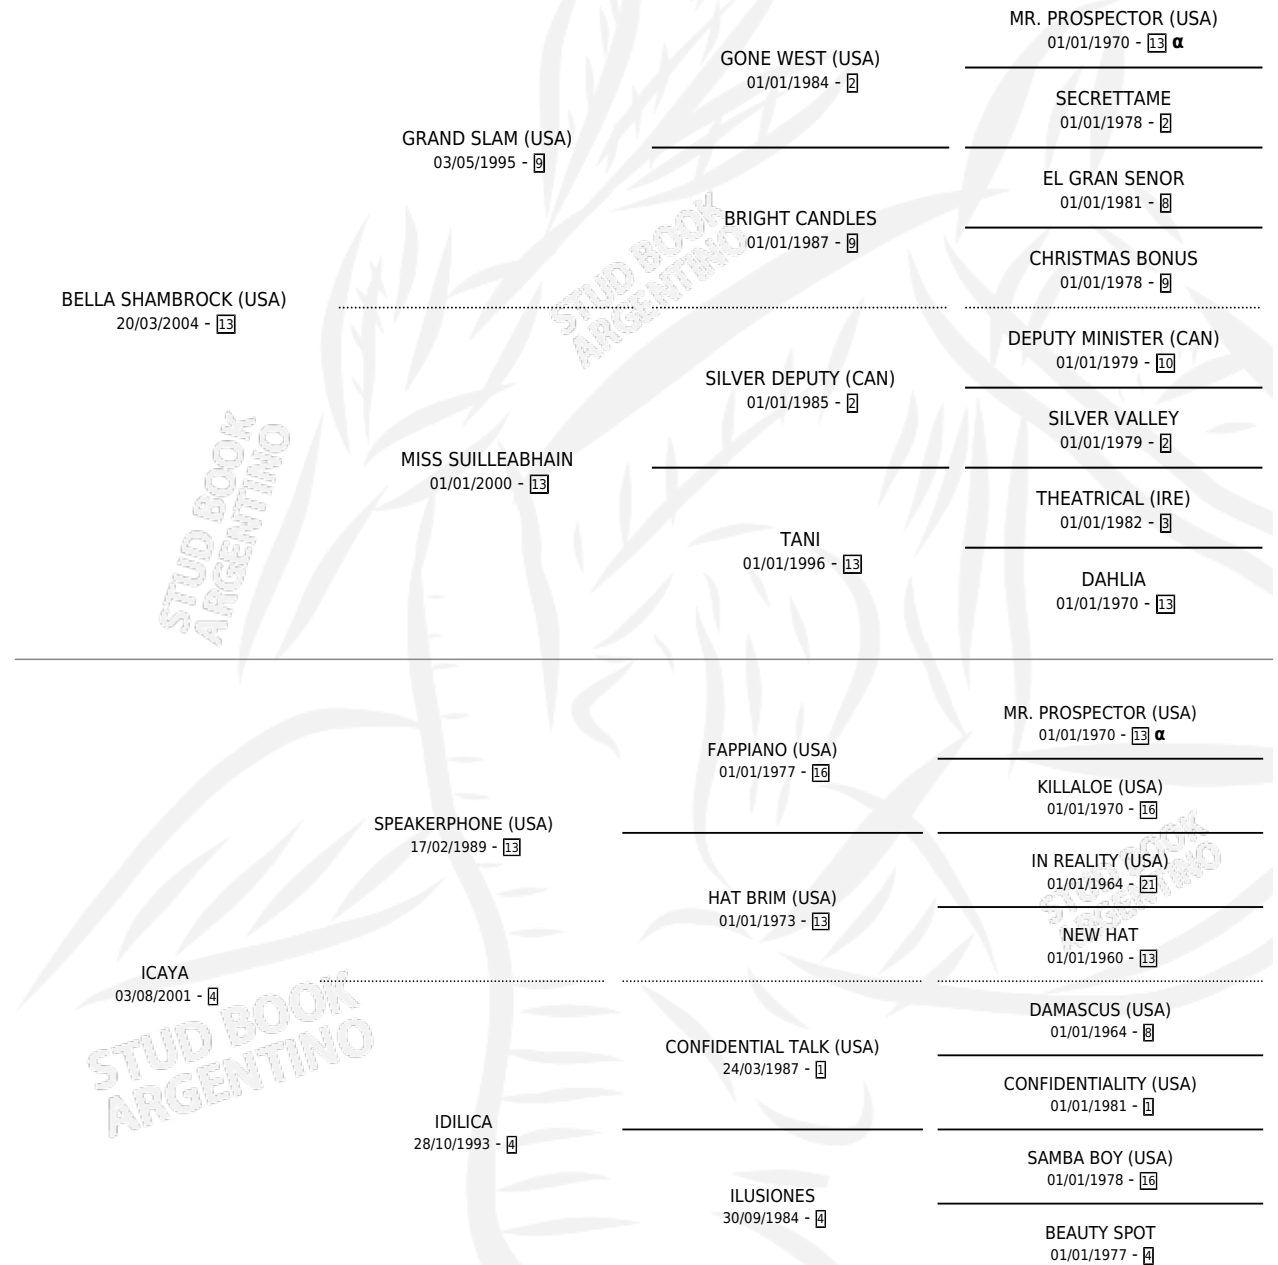 MR. PROSPECTOR (USA)
01/01/1970 - 13 α
GONE WEST (USA)
01/01/1984 - 2
SECRETTAME
01/01/1978 - 2
GRAND SLAM (USA)
03/05/1995 - 9
EL GRAN SENOR
01/01/1981 - 8
BRIGHT CANDLES
01/01/1987 - 9
CHRISTMAS BONUS
01/01/1978 - 9
BELLA SHAMBROCK (USA)
20/03/2004 - 13
DEPUTY MINISTER (CAN)
01/01/1979 - 10
SILVER DEPUTY (CAN)
01/01/1985 - 2
SILVER VALLEY
01/01/1979 - 2
MISS SUILLEABHAIN
01/01/2000 - 13
THEATRICAL (IRE)
01/01/1982 - 3
TANI
01/01/1996 - 13
DAHLIA
01/01/1970 - 13
STUD BOOK
ARGENTINO
STUD BOOK
ARGENTINO
MR. PROSPECTOR (USA)
01/01/1970 - 13 α
FAPPIANO (USA)
01/01/1977 - 16
KILLALOE (USA)
01/01/1970 - 16
SPEAKERPHONE (USA)
17/02/1989 - 13
IN REALITY (USA)
01/01/1964 - 21
HAT BRIM (USA)
01/01/1973 - 13
NEW HAT
01/01/1960 - 13
ICAYA
03/08/2001 - 4
DAMASCUS (USA)
01/01/1964 - 8
CONFIDENTIAL TALK (USA)
24/03/1987 - 1
CONFIDENTIALITY (USA)
01/01/1981 - 1
IDILICA
28/10/1993 - 4
SAMBA BOY (USA)
01/01/1978 - 16
ILUSIONES
30/09/1984 - 4
BEAUTY SPOT
01/01/1977 - 4
STUD BOOK
ARGENTINO
STUD BOOK
ARGENTINO